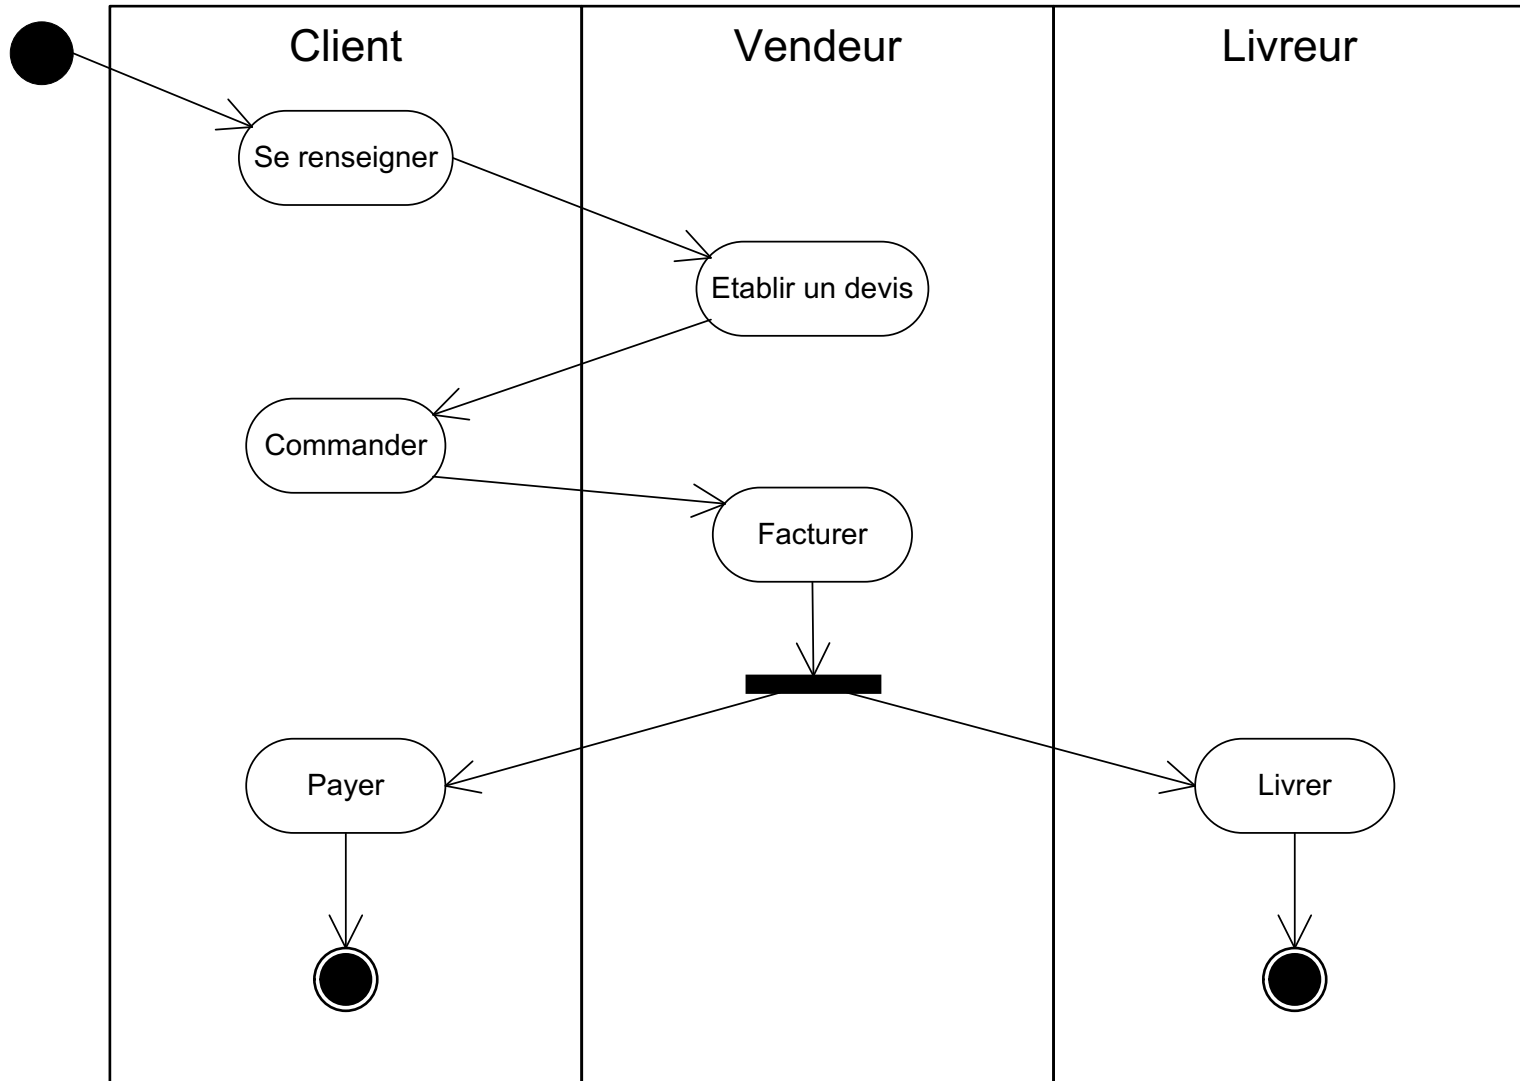 Client
Vendeur
Livreur
Se renseigner
Etablir un devis
Commander
Facturer
Payer
Livrer